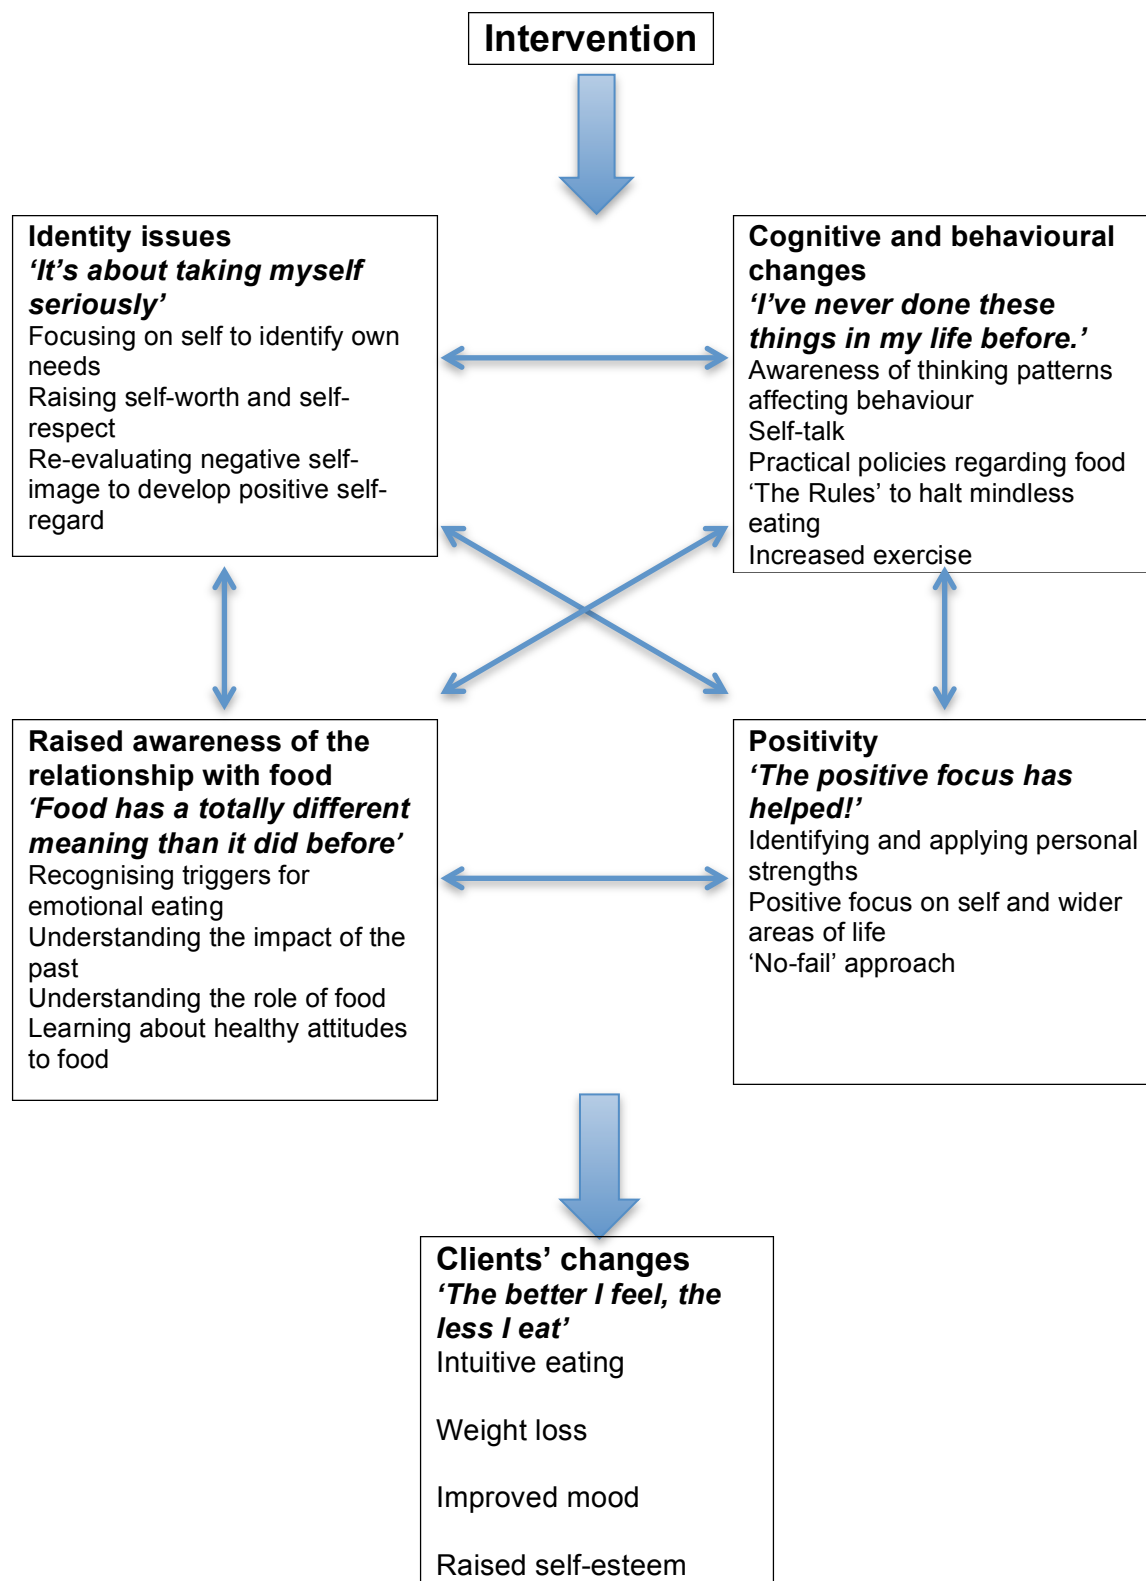 Intervention
Identity issues
‘It’s about taking myself
seriously’
Focusing on self to identify own
needs
Raising self-worth and self-
respect
Re-evaluating negative self-
image to develop positive self-
regard
Cognitive and behavioural
changes
‘I’ve never done these
things in my life before.’
Awareness of thinking patterns
affecting behaviour
Self-talk
Practical policies regarding food
‘The Rules’ to halt mindless
eating
Increased exercise
Raised awareness of the
relationship with food
‘Food has a totally different
meaning than it did before’
Recognising triggers for
emotional eating
Understanding the impact of the
past
Understanding the role of food
Learning about healthy attitudes
to food
Positivity
‘The positive focus has
helped!’
Identifying and applying personal
strengths
Positive focus on self and wider
areas of life
‘No-fail’ approach
Clients’ changes
‘The better I feel, the
less I eat’
Intuitive eating
Weight loss
Improved mood
Raised self-esteem